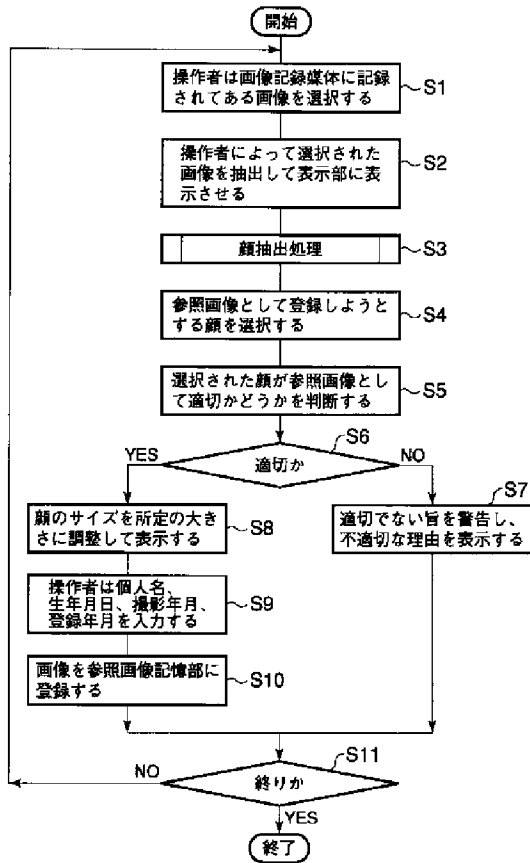 開始
操作者は画像記録媒体に記録
されてある画像を選択する
S1
操作者によって選択された
画像を抽出して表示部に表
示させる
S2
顔抽出処理
S3
参照画像として登録しようと
する顔を選択する
S4
選択された顔が参照画像とし
て適切かどうかを判断する
S5
適切か
S6
YES
NO
適切でない旨を警告し、
不適切な理由を表示する
S7
顔のサイズを所定の大き
さに調整して表示する
S8
操作者は個人名、
生年月日、撮影年月、
登録年月を入力する
S9
画像を参照画像記憶部に
登録する
S10
終りか
S11
NO
YES
終了